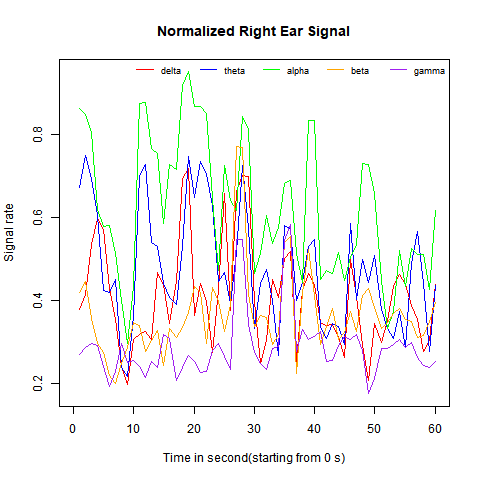 Normalized Right Ear Signal
delta theta alpha beta gamma
Signal rate
0.8
0.6
0.4
0.2
0 10 20 30 40 50 60
Time in second(starting from 0 s)